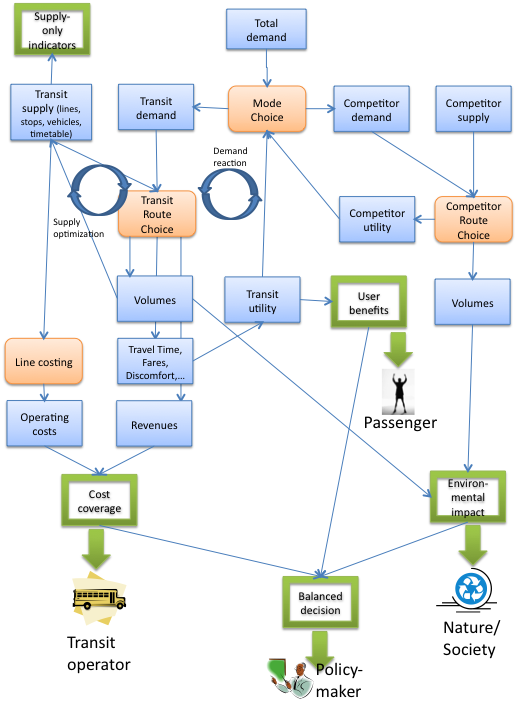 Supply-
only
indicators
Total
demand
Transit
supply (lines,
stops, vehicles,
timetable)
Transit
demand
Mode
Choice
Competitor
demand
Competitor
supply
Demand
reaction
Supply
optimization
Transit
Route
Choice
Competitor
utility
Competitor
Route
Choice
Volumes
Transit
utility
User
benefits
Volumes
Line costing
Travel Time,
Fares,
Discomfort,...
Passenger
Operating
costs
Revenues
Cost
coverage
Environ-
mental
impact
Balanced
decision
Transit
operator
Nature/
Society
Policy-
maker